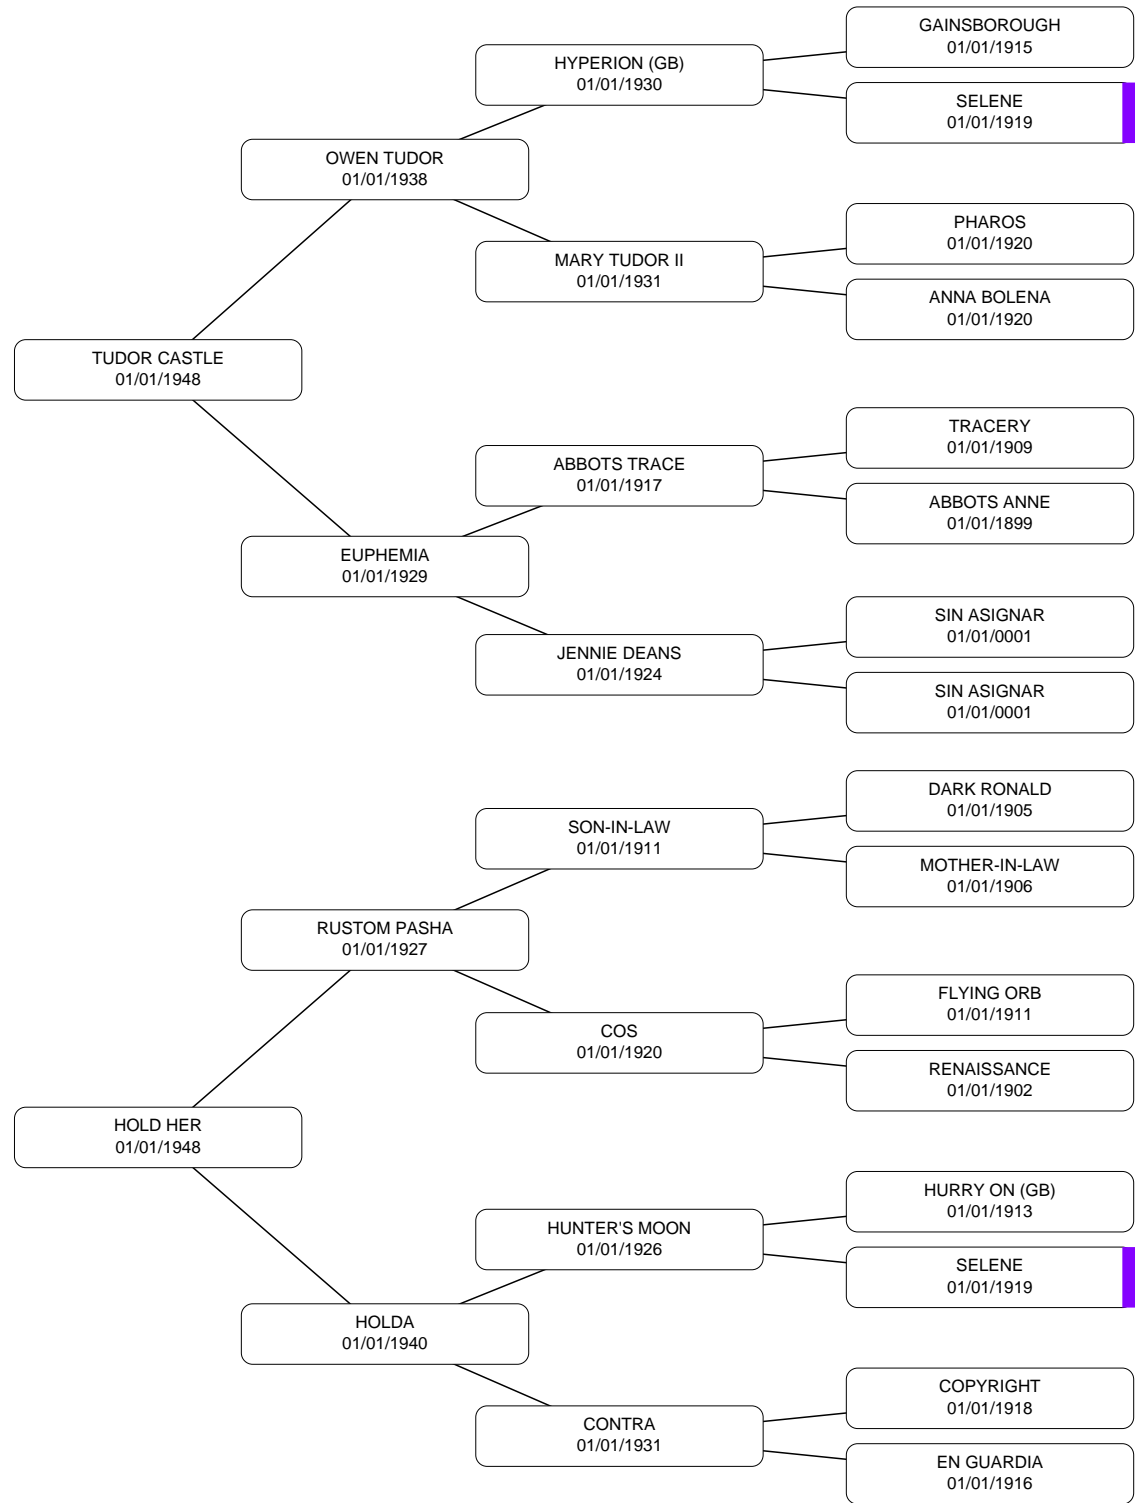 GAINSBOROUGH
01/01/1915
HYPERION (GB)
01/01/1930
SELENE
01/01/1919
OWEN TUDOR
01/01/1938
PHAROS
01/01/1920
MARY TUDOR II
01/01/1931
ANNA BOLENA
01/01/1920
TUDOR CASTLE
01/01/1948
TRACERY
01/01/1909
ABBOTS TRACE
01/01/1917
ABBOTS ANNE
01/01/1899
EUPHEMIA
01/01/1929
SIN ASIGNAR
01/01/0001
JENNIE DEANS
01/01/1924
SIN ASIGNAR
01/01/0001
DARK RONALD
01/01/1905
SON-IN-LAW
01/01/1911
MOTHER-IN-LAW
01/01/1906
RUSTOM PASHA
01/01/1927
FLYING ORB
01/01/1911
COS
01/01/1920
RENAISSANCE
01/01/1902
HOLD HER
01/01/1948
HURRY ON (GB)
01/01/1913
HUNTER'S MOON
01/01/1926
SELENE
01/01/1919
HOLDA
01/01/1940
COPYRIGHT
01/01/1918
CONTRA
01/01/1931
EN GUARDIA
01/01/1916